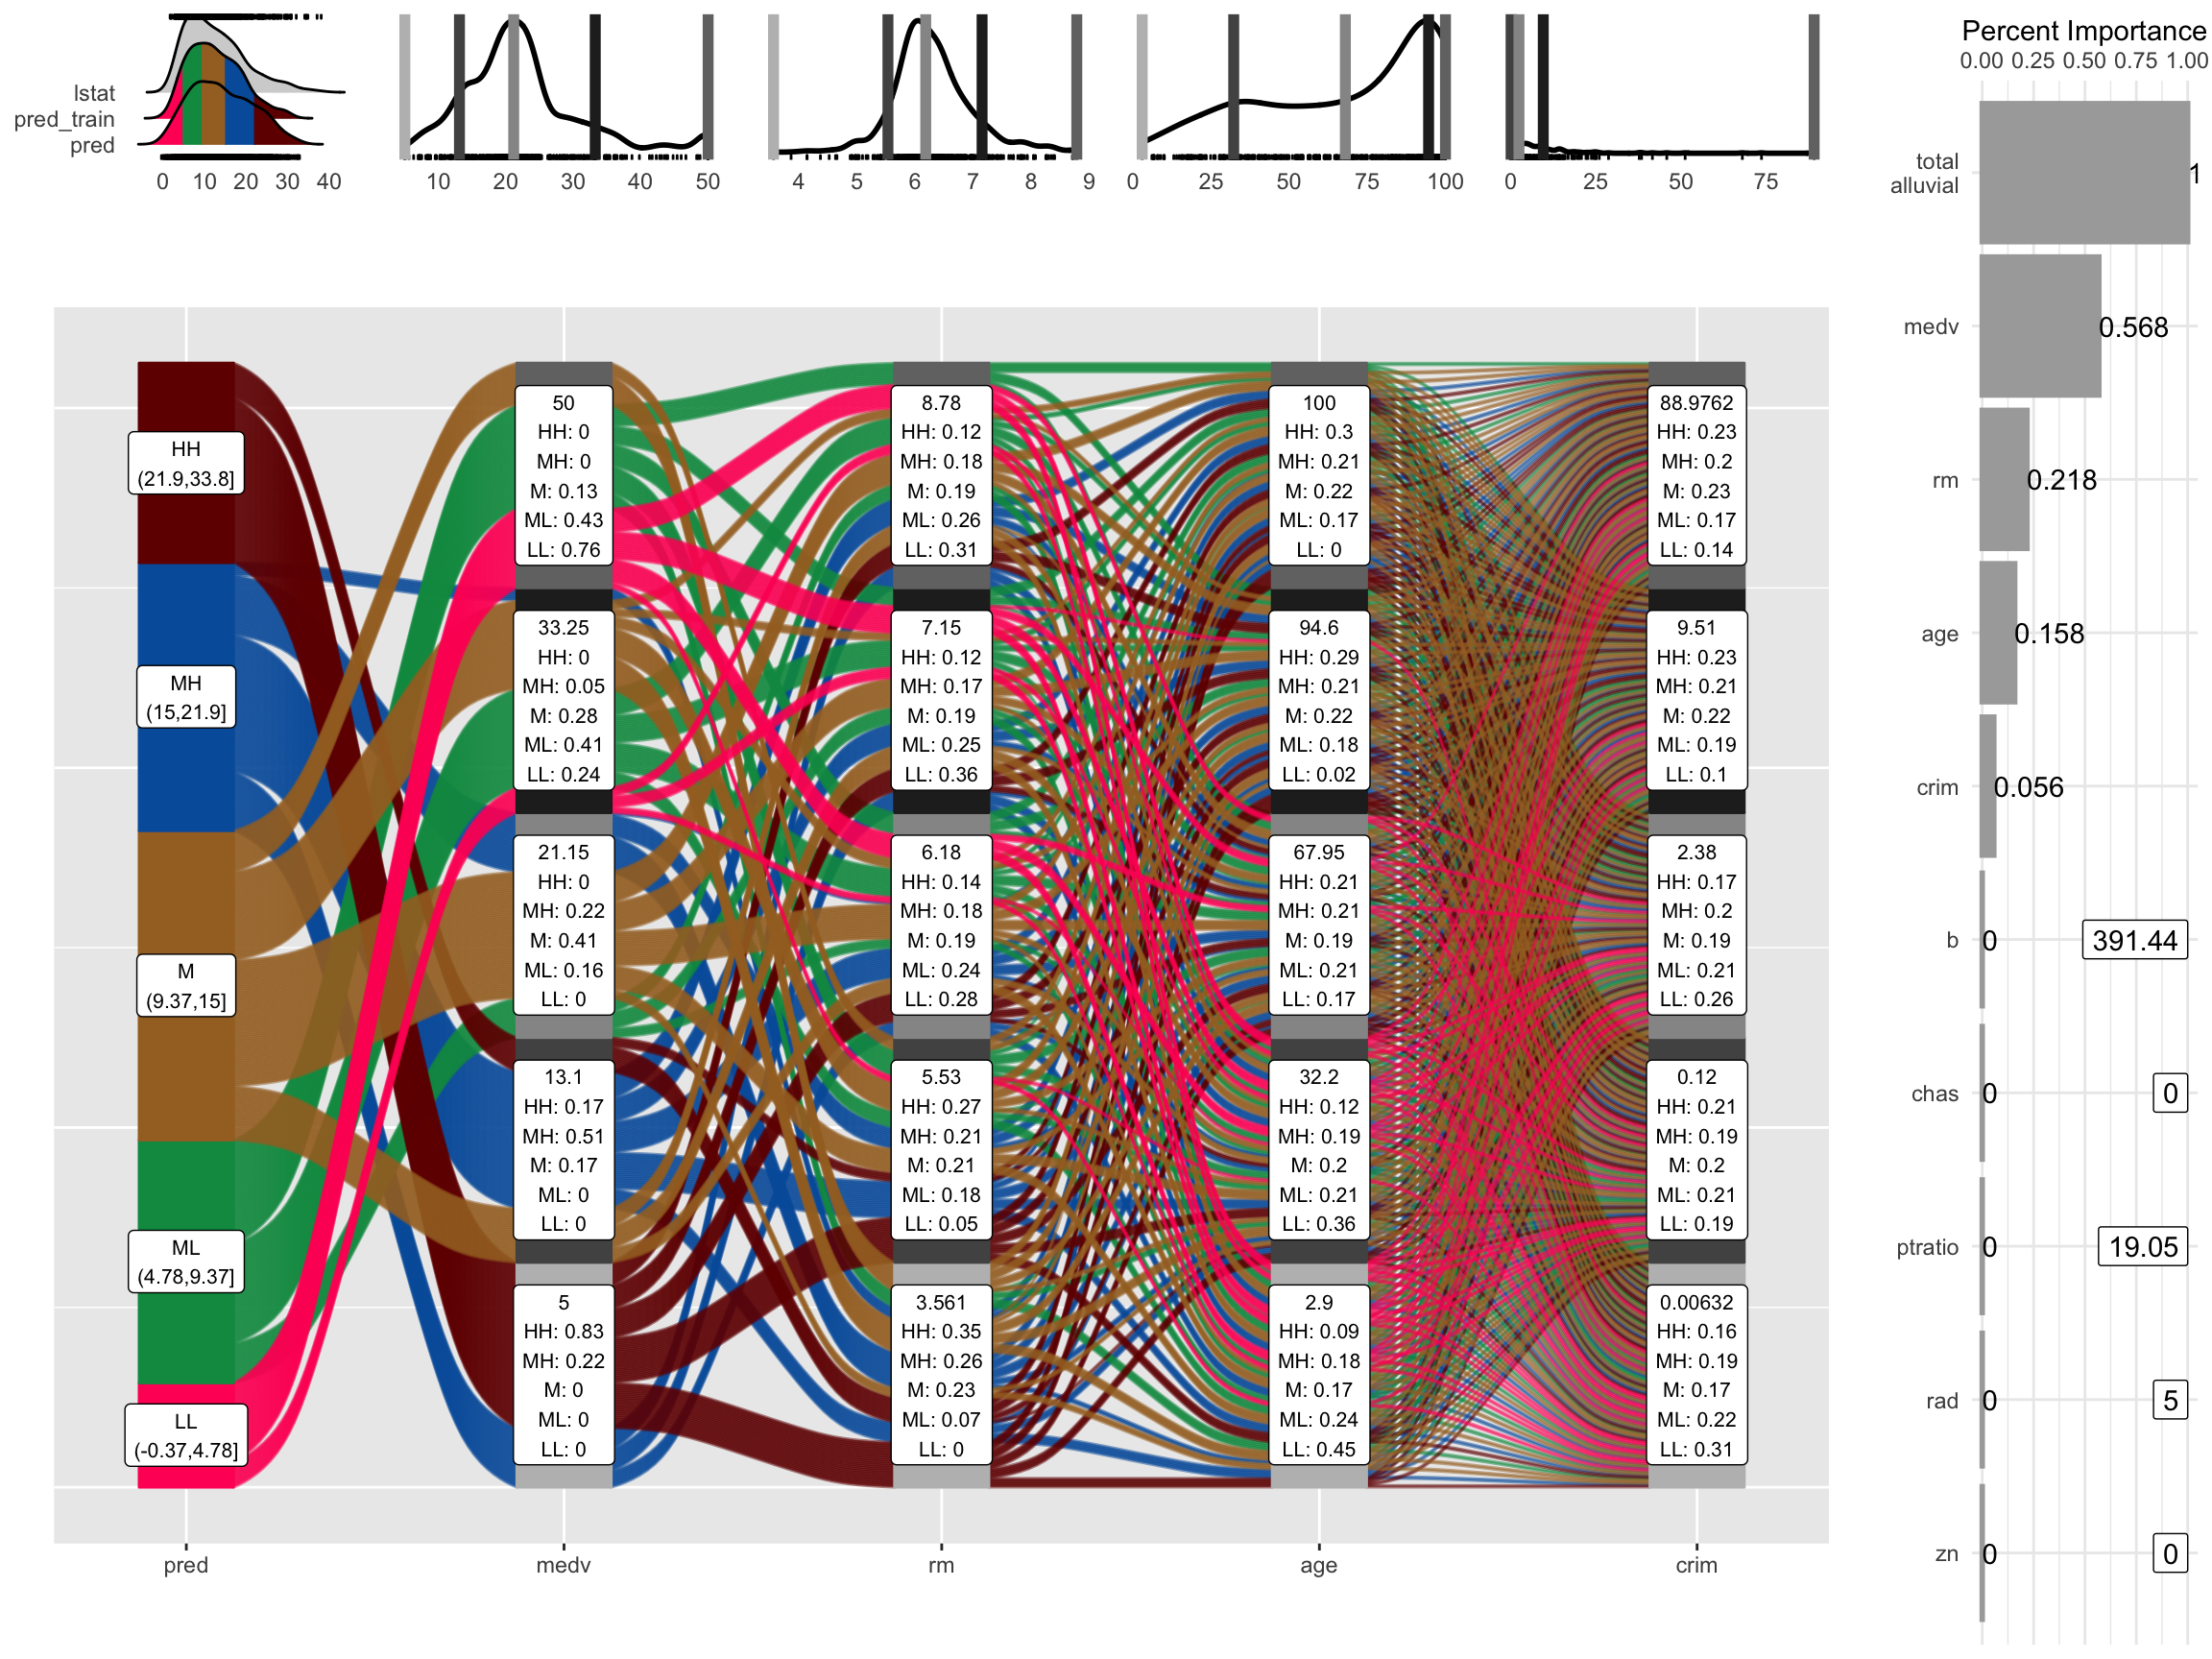 lstat
pred_train
pred
0 10 20 30 40
10 20 30 40 50
4 5 6 7 8 9
0 25 50 75 100
0 25 50 75
Percent Importance
0.00 0.25 0.50 0.75 1.00
total
alluvial
1
medv
0.568
rm
0.218
age
0.158
crim
0.056
b
0
391.44
chas
0
0
ptratio
0
19.05
rad
0
5
zn
0
0
HH
(21.9,33.8]
MH
(15,21.9]
M
(9.37,15]
ML
(4.78,9.37]
LL
(-0.37,4.78]
50
HH: 0
MH: 0
M: 0.13
ML: 0.43
LL: 0.76
33.25
HH: 0
MH: 0.05
M: 0.28
ML: 0.41
LL: 0.24
21.15
HH: 0
MH: 0.22
M: 0.41
ML: 0.16
LL: 0
13.1
HH: 0.17
MH: 0.51
M: 0.17
ML: 0
LL: 0
5
HH: 0.83
MH: 0.22
M: 0
ML: 0
LL: 0
8.78
HH: 0.12
MH: 0.18
M: 0.19
ML: 0.26
LL: 0.31
7.15
HH: 0.12
MH: 0.17
M: 0.19
ML: 0.25
LL: 0.36
6.18
HH: 0.14
MH: 0.18
M: 0.19
ML: 0.24
LL: 0.28
5.53
HH: 0.27
MH: 0.21
M: 0.21
ML: 0.18
LL: 0.05
3.561
HH: 0.35
MH: 0.26
M: 0.23
ML: 0.07
LL: 0
100
HH: 0.3
MH: 0.21
M: 0.22
ML: 0.17
LL: 0
94.6
HH: 0.29
MH: 0.21
M: 0.22
ML: 0.18
LL: 0.02
67.95
HH: 0.21
MH: 0.21
M: 0.19
ML: 0.21
LL: 0.17
32.2
HH: 0.12
MH: 0.19
M: 0.2
ML: 0.21
LL: 0.36
2.9
HH: 0.09
MH: 0.18
M: 0.17
ML: 0.24
LL: 0.45
88.9762
HH: 0.23
MH: 0.2
M: 0.23
ML: 0.17
LL: 0.14
9.51
HH: 0.23
MH: 0.21
M: 0.22
ML: 0.19
LL: 0.1
2.38
HH: 0.17
MH: 0.2
M: 0.19
ML: 0.21
LL: 0.26
0.12
HH: 0.21
MH: 0.19
M: 0.2
ML: 0.21
LL: 0.19
0.00632
HH: 0.16
MH: 0.19
M: 0.17
ML: 0.22
LL: 0.31
pred medv rm age crim